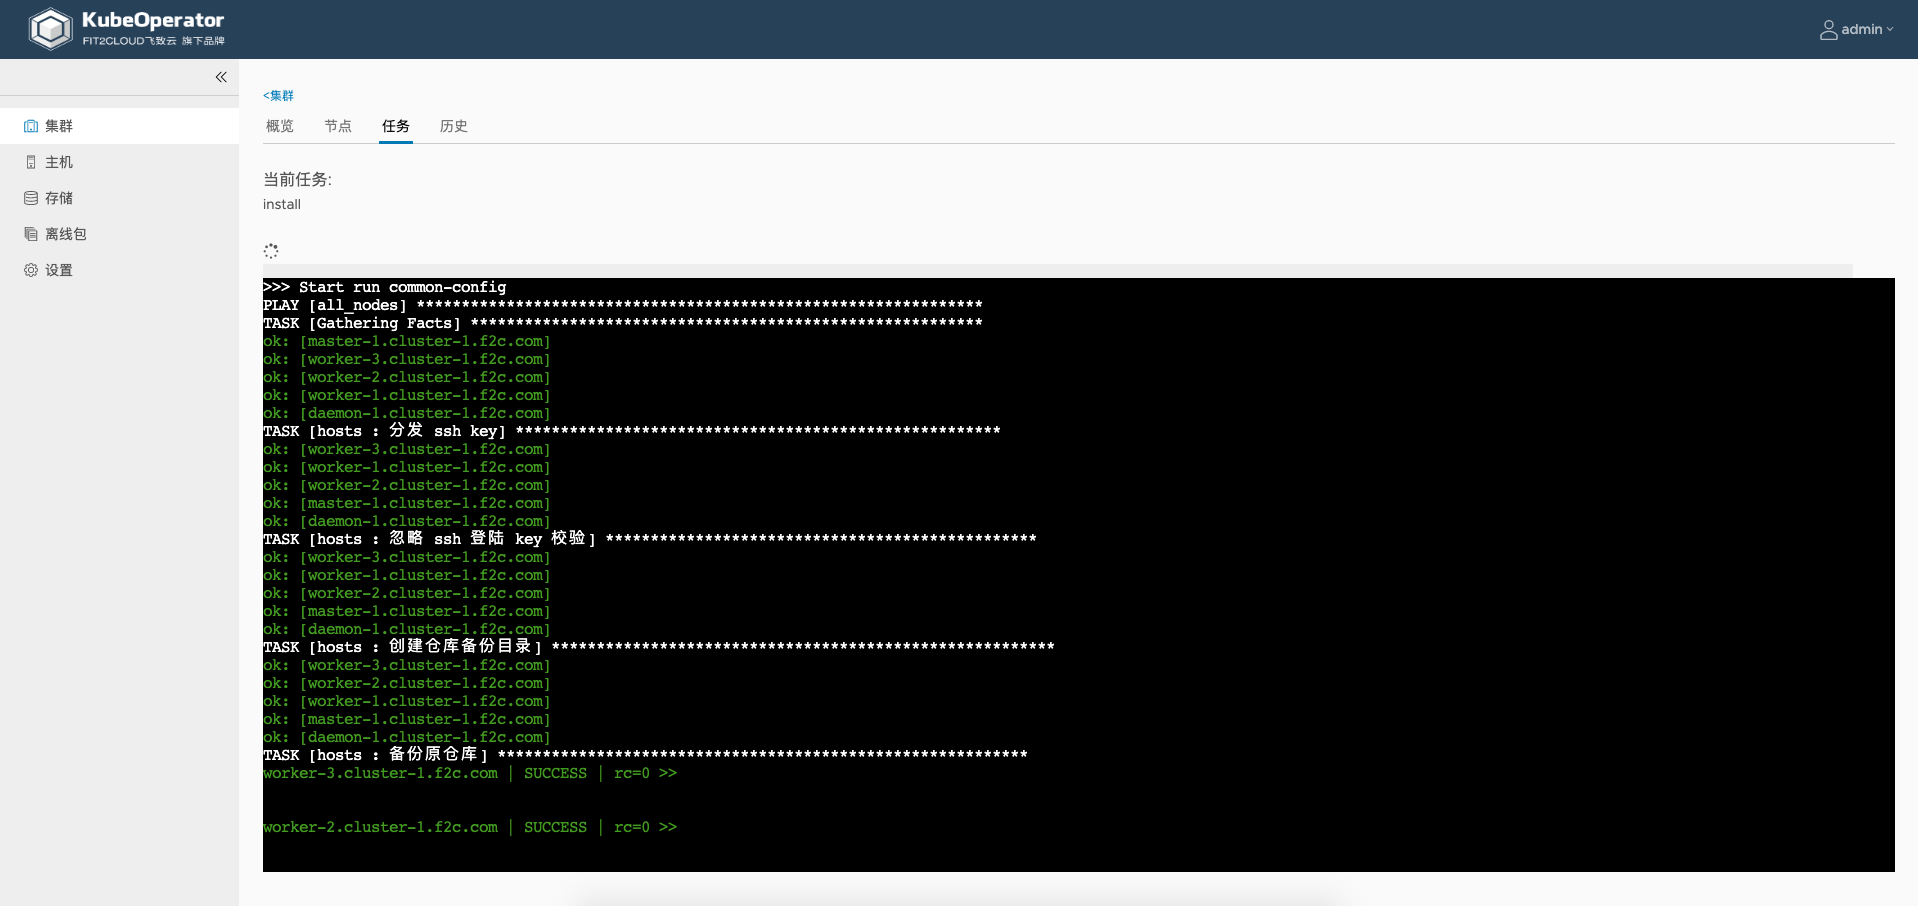 KubeOperator
FIT2CLOUD飞致云 旗下品牌
admin
集群
主机
存储
离线包
设置
<集群
概览 节点 任务 历史
当前任务:
install
>>> Start run common-config
PLAY [all_nodes] ***************************************************************
TASK [Gathering Facts] *********************************************************
ok: [master-1.cluster-1.f2c.com]
ok: [worker-3.cluster-1.f2c.com]
ok: [worker-2.cluster-1.f2c.com]
ok: [worker-1.cluster-1.f2c.com]
ok: [daemon-1.cluster-1.f2c.com]
TASK [hosts : 分发 ssh key] ******************************************************
ok: [worker-3.cluster-1.f2c.com]
ok: [worker-1.cluster-1.f2c.com]
ok: [worker-2.cluster-1.f2c.com]
ok: [master-1.cluster-1.f2c.com]
ok: [daemon-1.cluster-1.f2c.com]
TASK [hosts : 忽略 ssh 登陆 key 校验] ************************************************
ok: [worker-3.cluster-1.f2c.com]
ok: [worker-1.cluster-1.f2c.com]
ok: [worker-2.cluster-1.f2c.com]
ok: [master-1.cluster-1.f2c.com]
ok: [daemon-1.cluster-1.f2c.com]
TASK [hosts : 创建仓库备份目录] ********************************************************
ok: [worker-3.cluster-1.f2c.com]
ok: [worker-2.cluster-1.f2c.com]
ok: [worker-1.cluster-1.f2c.com]
ok: [master-1.cluster-1.f2c.com]
ok: [daemon-1.cluster-1.f2c.com]
TASK [hosts : 备份原仓库] ***********************************************************
worker-3.cluster-1.f2c.com | SUCCESS | rc=0 >>
worker-2.cluster-1.f2c.com | SUCCESS | rc=0 >>